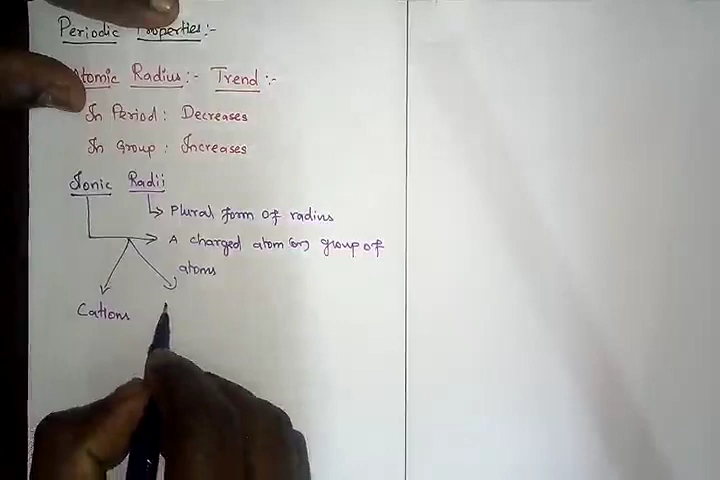 Periodic Properties:-
Atomic Radius:- Trend:-
In Period: Decreases
In Group: Increases
Ionic Radii
Plural form of radius
A charged atom (or) group of
atoms
Cations